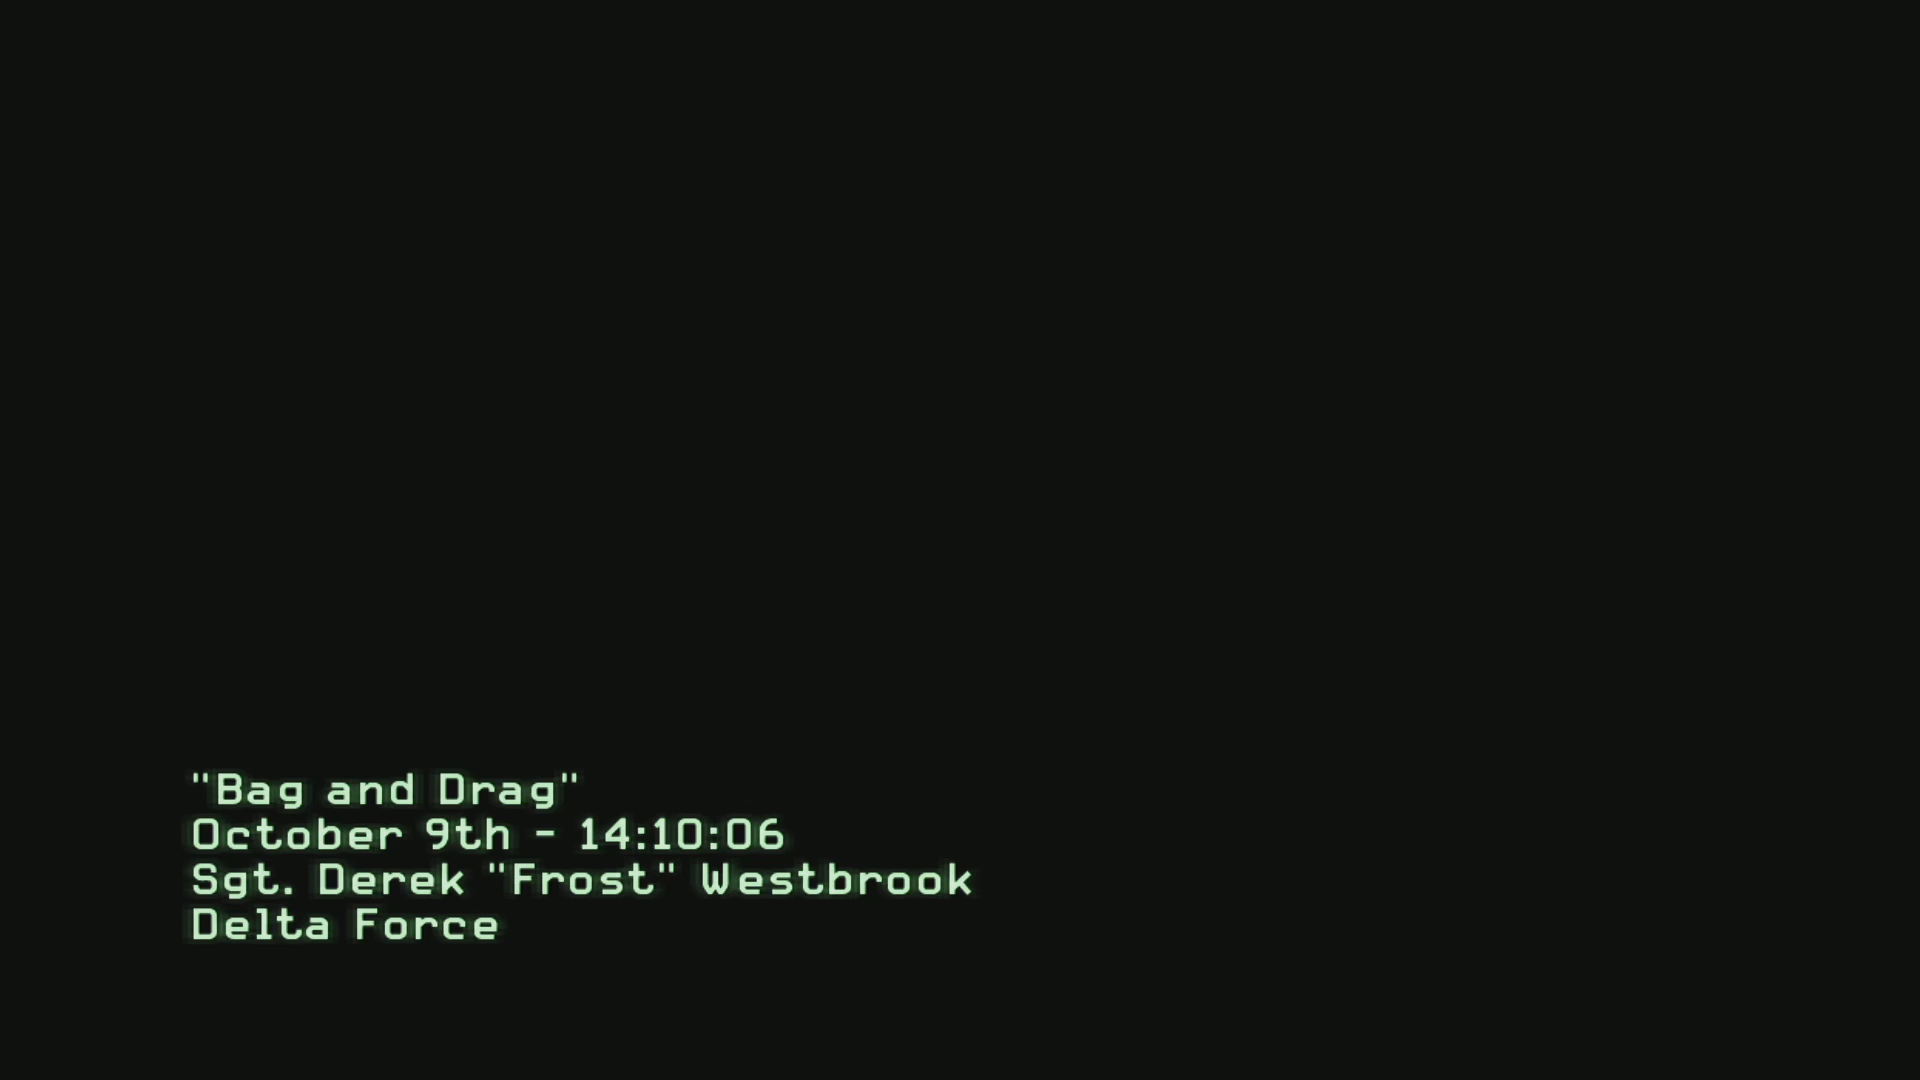 "Bag and Drag"
October 9th - 14:10:06
Sgt. Derek "Frost" Westbrook
Delta Force